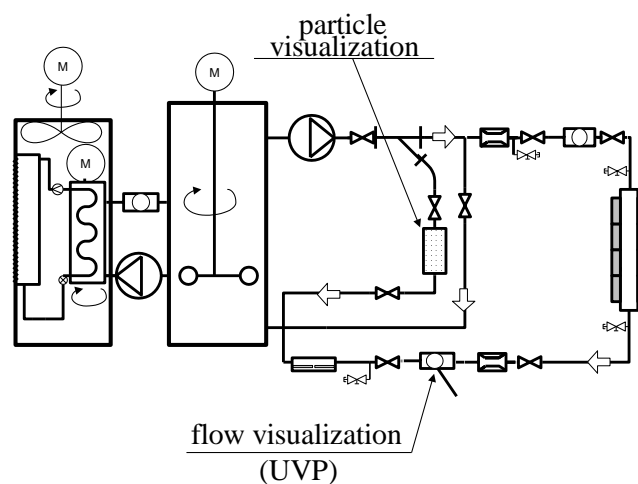 particle
visualization
M
M
M
flow visualization
(UVP)